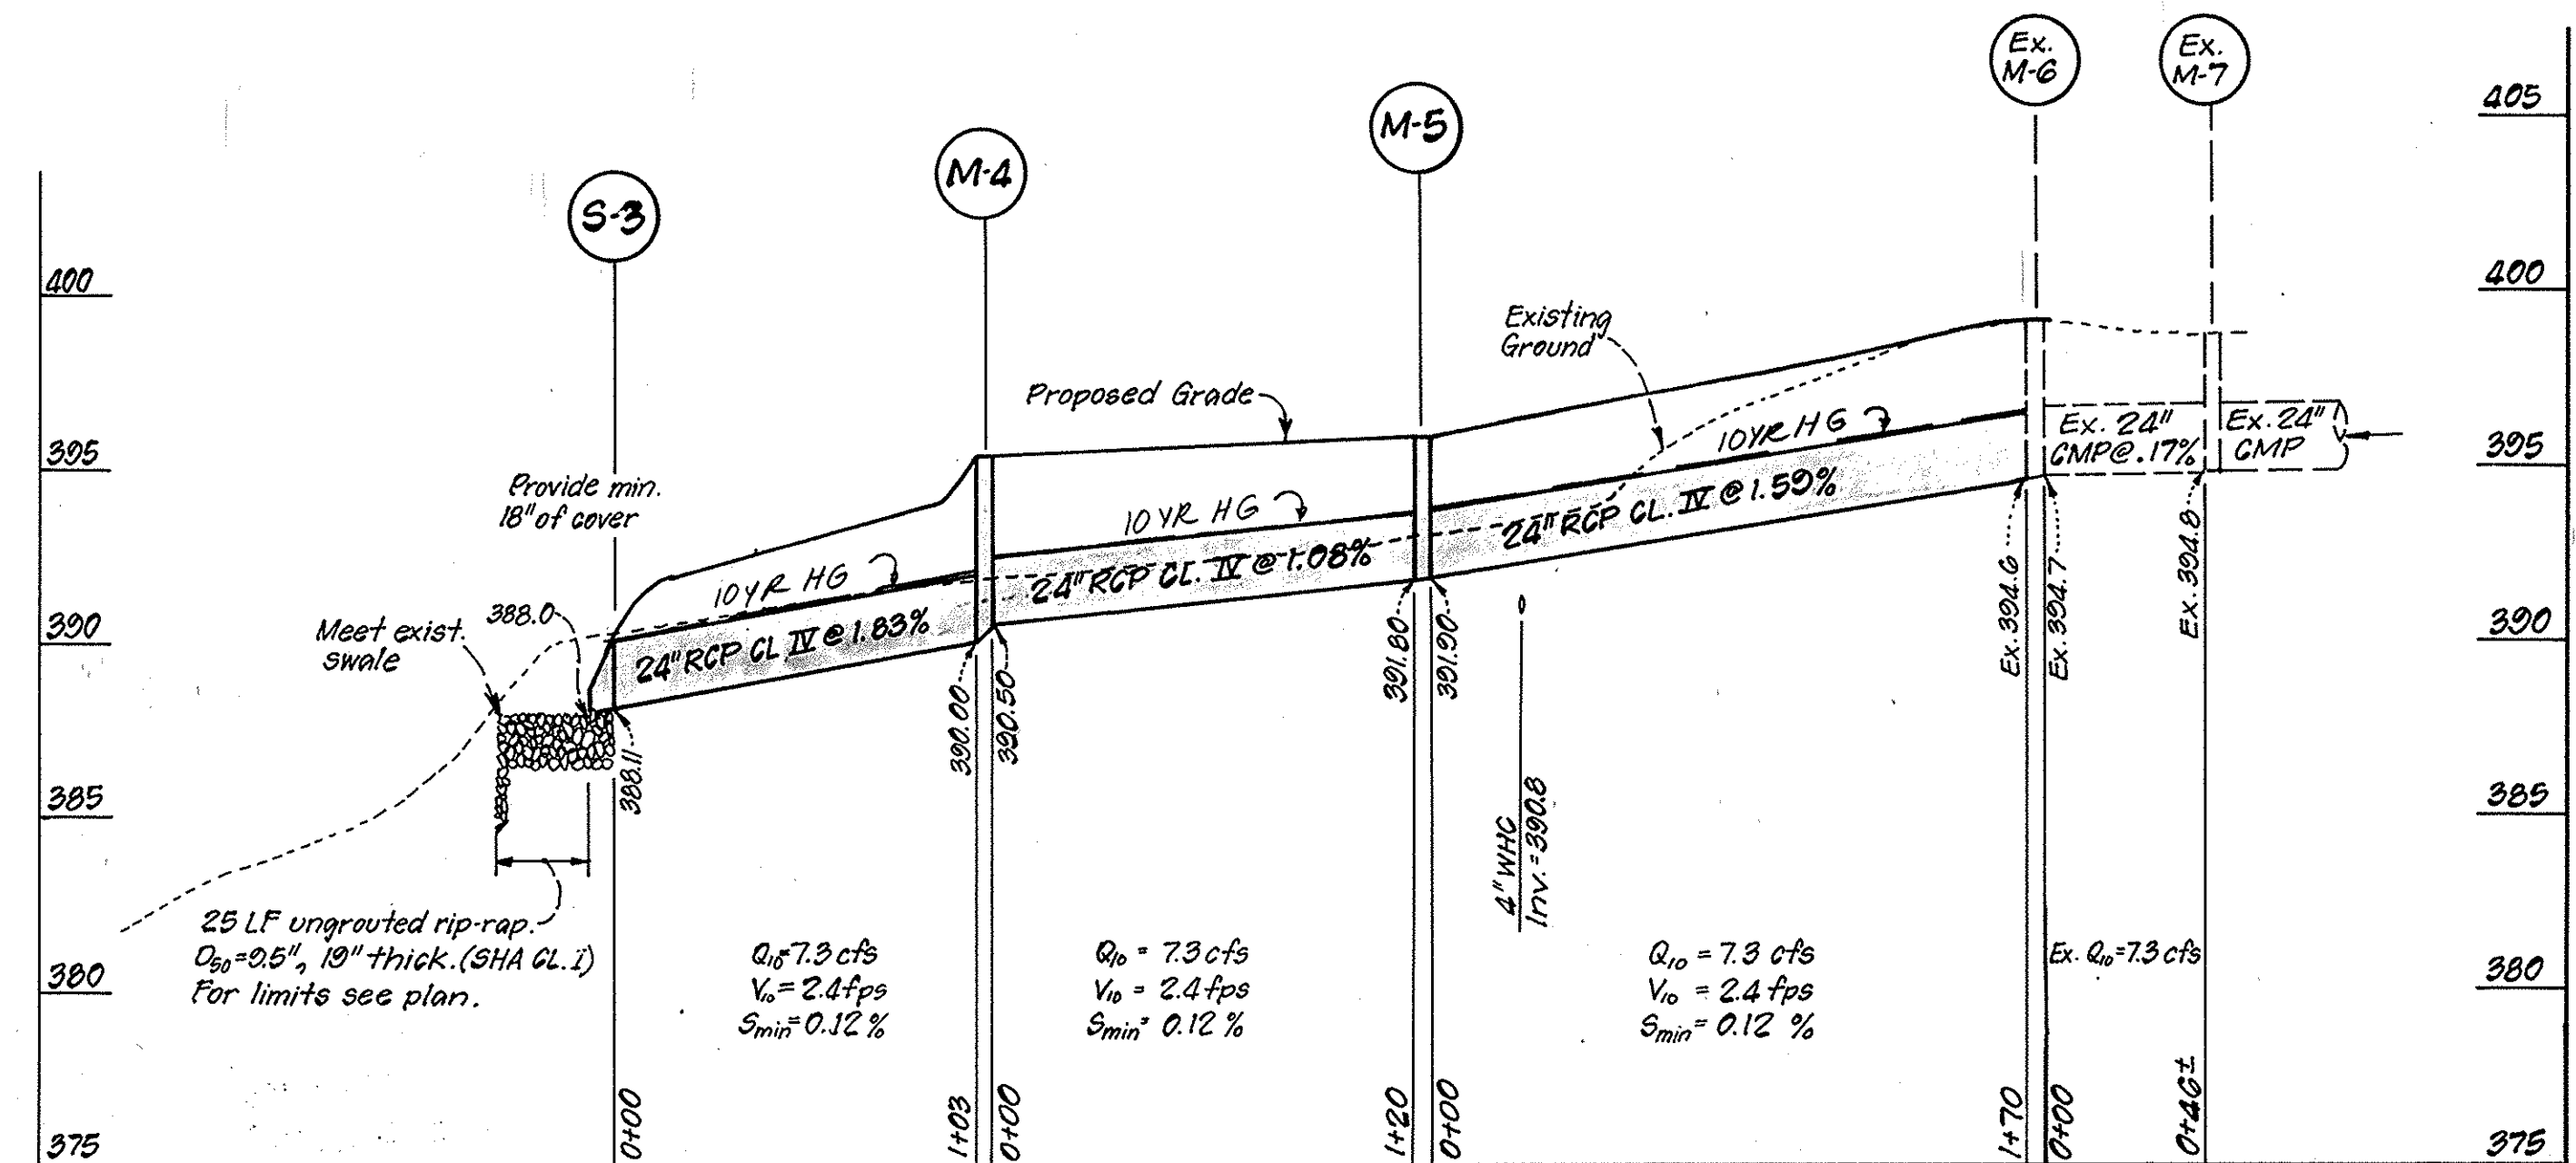 Ex.
M-6
Ex.
M-7
405
M-5
M-4
S-3
400
400
Existing
Ground
Proposed Grade
10YR HG
Ex. 24"
CMP@.17%
Ex. 24"
CMP
395
395
Provide min.
18" of cover
24" RCP CL. IV @ 1.59%
10 YR HG
24" RCP CL. IV @ 1.08%
10 YR HG
24" RCP CL IV @ 1.83%
388.0
Meet exist.
swale
390
390
388.11
390.00
390.50
391.80
391.90
Ex. 394.6
Ex. 394.7
Ex. 394.8
385
385
4" WHC
Inv. = 390.8
25 LF ungrouted rip-rap.
D50=9.5", 19" thick. (SHA CL. I)
For limits see plan.
Q10=7.3 cfs
V10=2.4 fps
Smin=0.12 %
Q10 = 7.3 cfs
V10 = 2.4 fps
Smin= 0.12 %
Q10 = 7.3 cfs
V10 = 2.4 fps
Smin= 0.12 %
Ex. Q10=7.3 cfs
380
380
0+00
1+03
0+00
1+20
0+00
1+70
0+00
0+46±
375
375